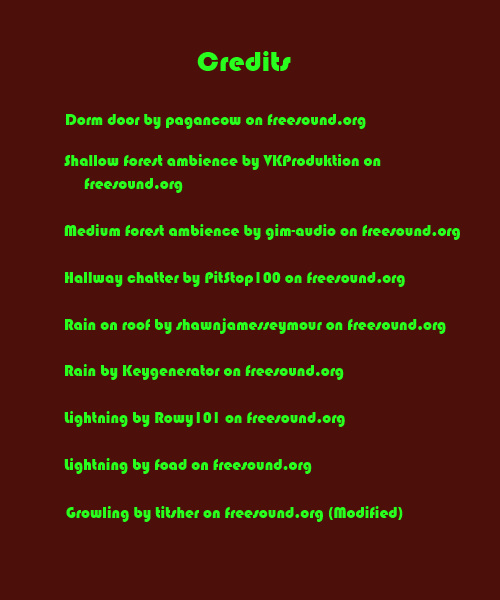 Credits
Dorm door by pagancow on freesound.org
Shallow forest ambience by VKProduktion on
freesound.org
Medium forest ambience by gim-audio on freesound.org
Hallway chatter by PitStop100 on freesound.org
Rain on roof by shawnjamesseymour on freesound.org
Rain by Keygenerator on freesound.org
Lightning by Rowy101 on freesound.org
Lightning by foad on freesound.org
Growling by titsher on freesound.org (Modified)